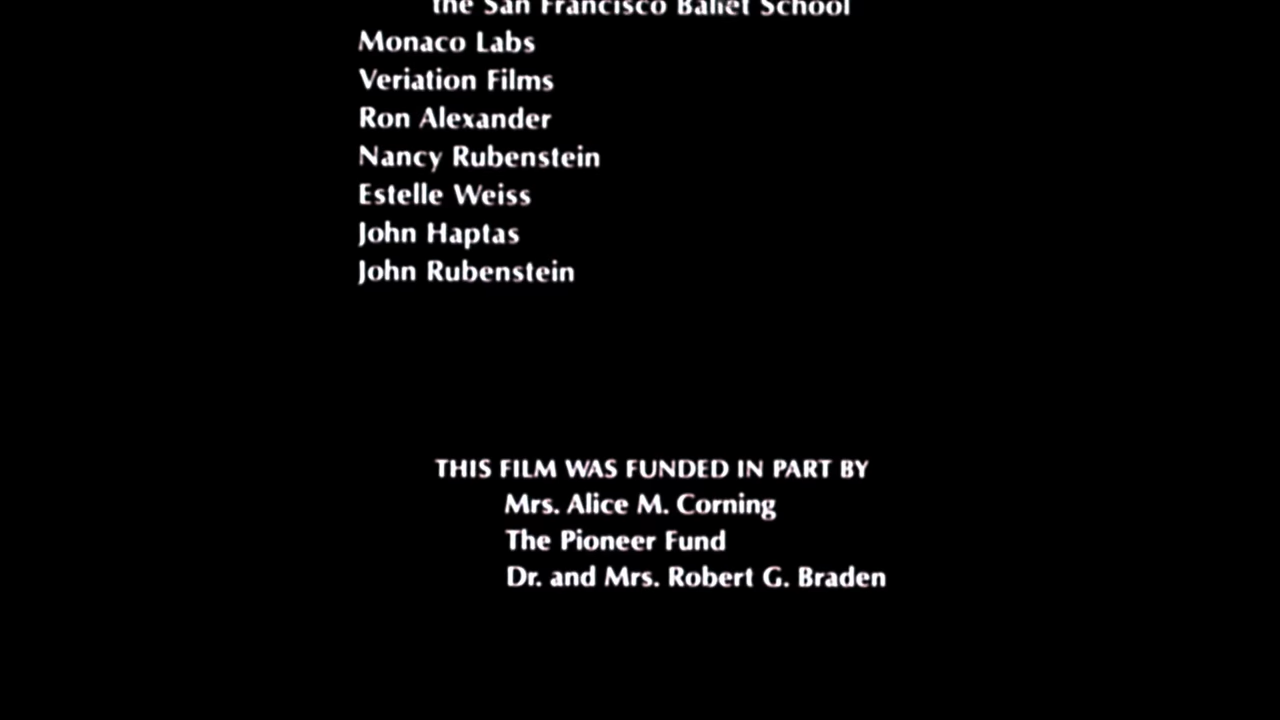 the San Francisco Ballet School
Monaco Labs
Veriation Films
Ron Alexander
Nancy Rubenstein
Estelle Weiss
John Haptas
John Rubenstein
THIS FILM WAS FUNDED IN PART BY
Mrs. Alice M. Corning
The Pioneer Fund
Dr. and Mrs. Robert G. Braden